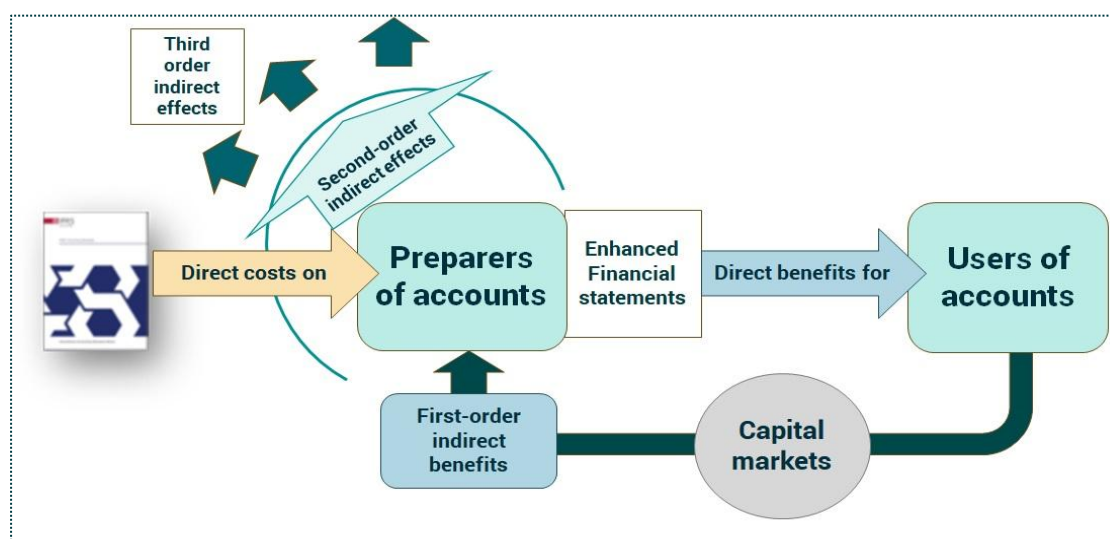 Third
order
indirect
effects
Second-order
indirect effects
Direct costs on
Preparers
of accounts
Enhanced
Financial
statements
Direct benefits for
Users of
accounts
First-order
indirect
benefits
Capital
markets